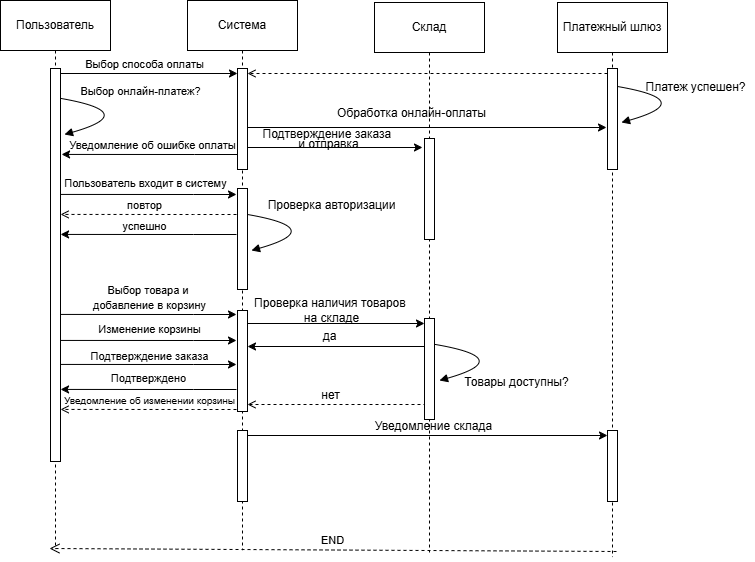 Пользователь
Система
Склад
Платежный шлюз
Выбор способа оплаты
Платеж успешен?
Выбор онлайн-платеж?
Обработка онлайн-оплаты
Подтверждение заказа
и отправка
Уведомление об ошибке оплаты
Пользователь входит в систему
повтор
Проверка авторизации
успешно
Выбор товара и
добавление в корзину
Проверка наличия товаров
на складе
Изменение корзины
да
Подтверждение заказа
Подтверждено
Товары доступны?
Уведомление об изменении корзины
нет
Уведомление склада
END